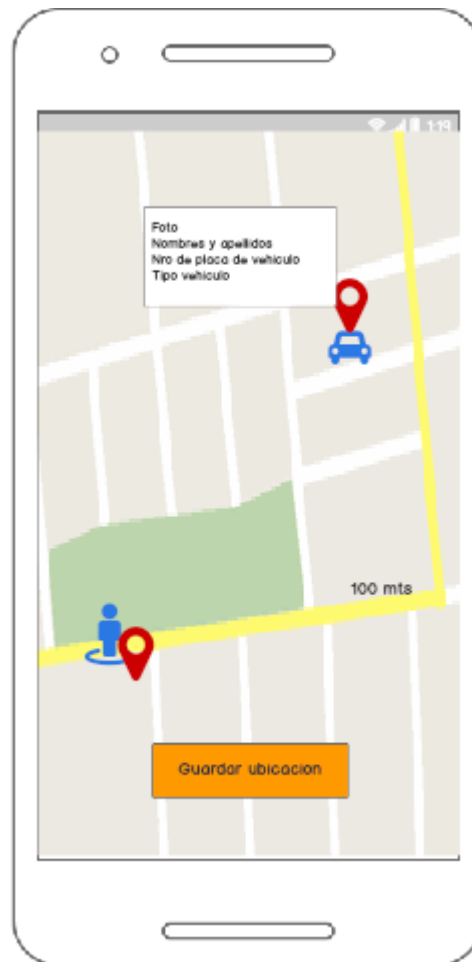 1:19
Foto
Nombres y apellidos
Nro de placa de vehiculo
Tipo vehiculo
100 mts
Guardar ubicacion